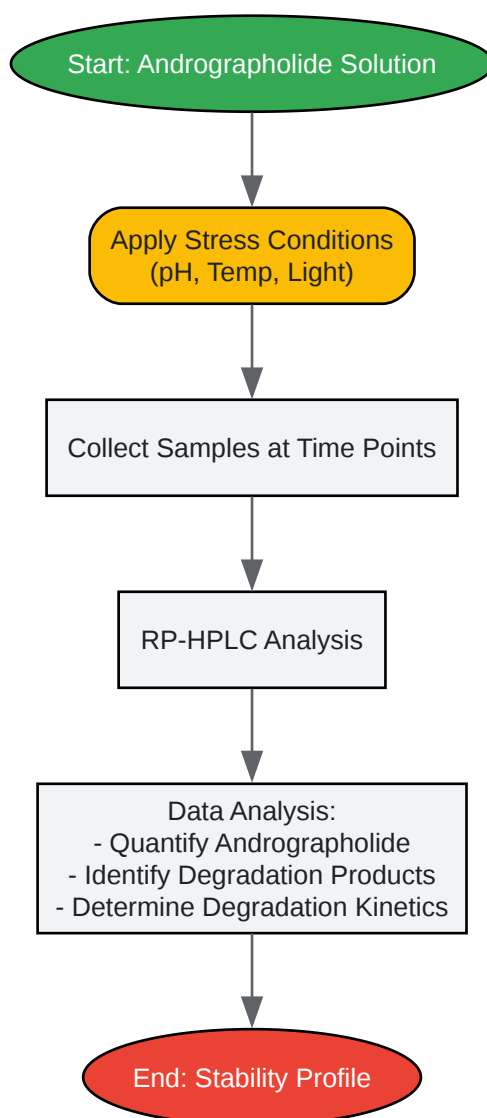 Start: Andrographolide Solution
Apply Stress Conditions
(pH, Temp, Light)
Collect Samples at Time Points
RP-HPLC Analysis
Data Analysis:
- Quantify Andrographolide
- Identify Degradation Products
- Determine Degradation Kinetics
End: Stability Profile